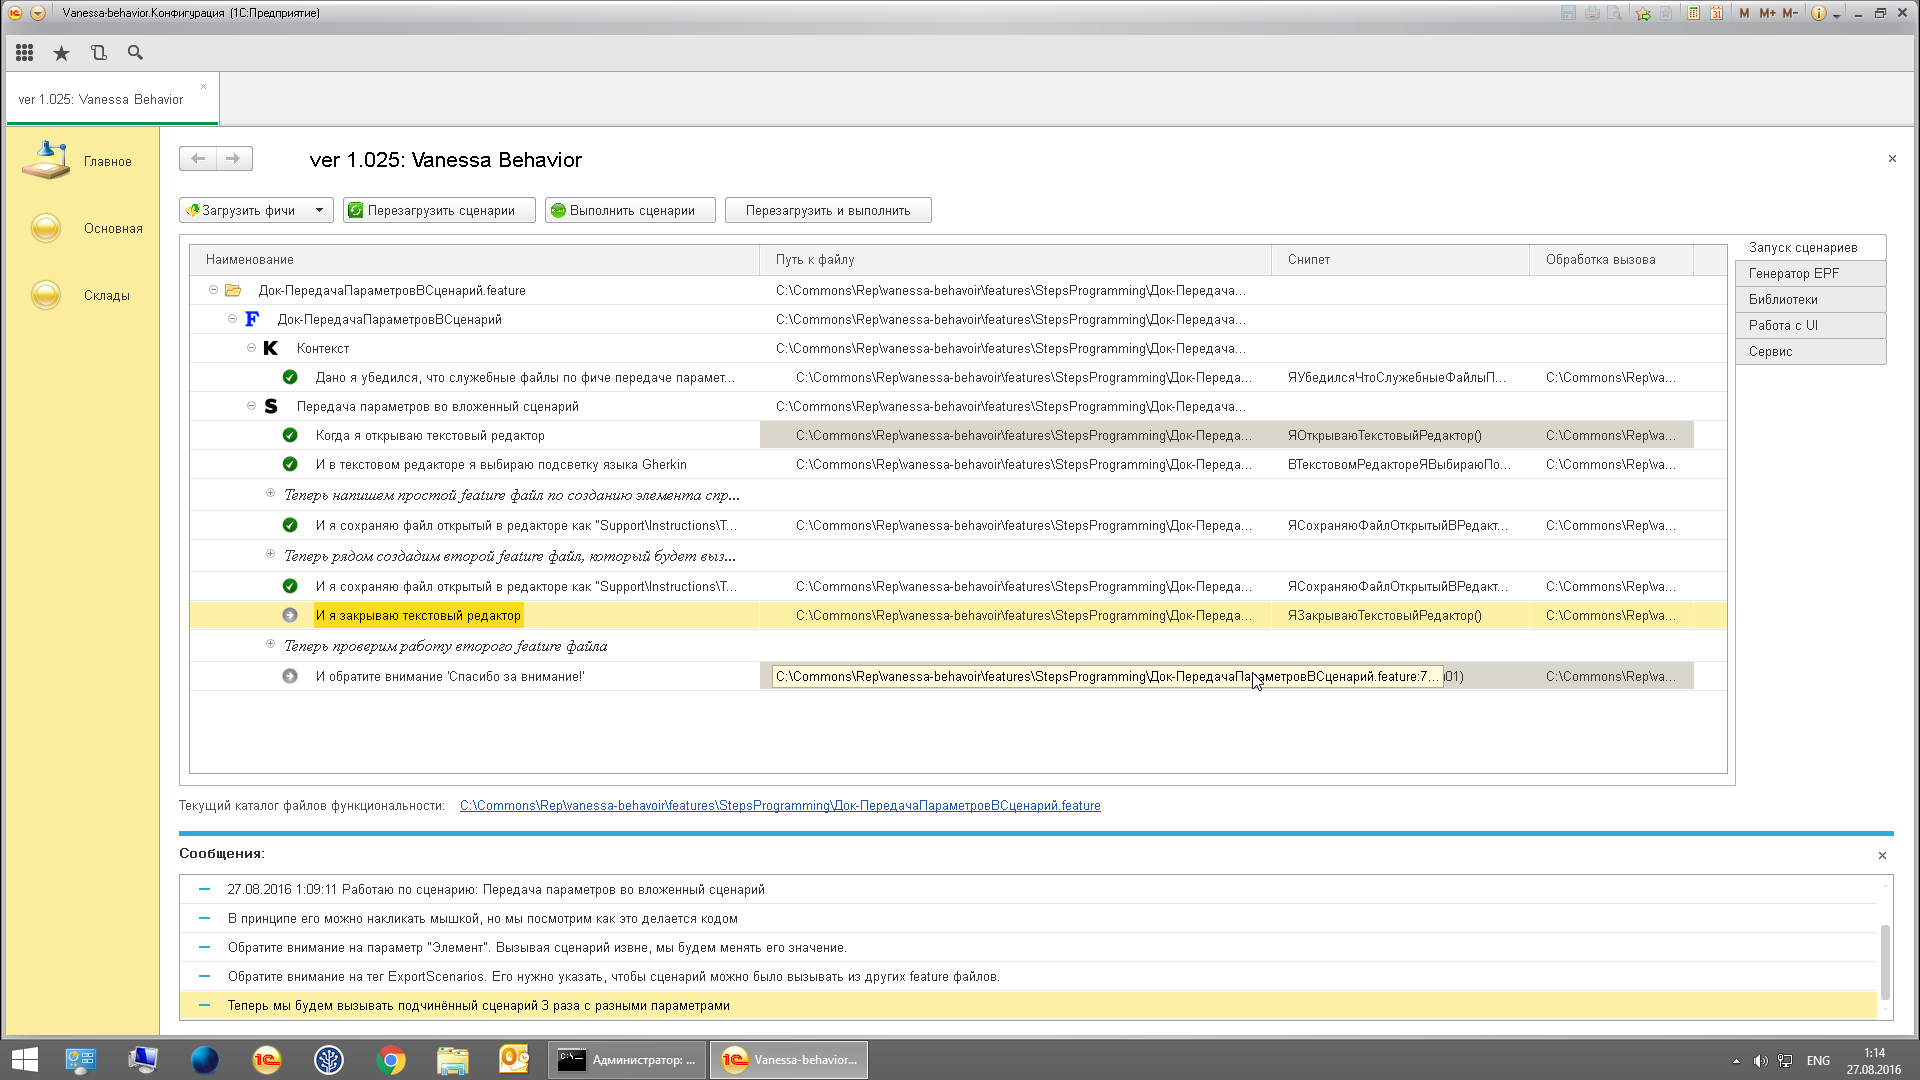 Vanessa-behavior.Конфигурация (1С:Предприятие)
M M+ M-
ver 1.025: Vanessa Behavior
Главное
Основная
Склады
ver 1.025: Vanessa Behavior
Загрузить фичи
Перезагрузить сценарии
Выполнить сценарии
Перезагрузить и выполнить
Запуск сценариев
Генератор EPF
Библиотеки
Работа с UI
Сервис
Наименование Путь к файлу Снипет Обработка вызова
Док-ПередачаПараметровВСценарий.feature C:\Commons\Rep\vanessa-behavoir\features\StepsProgramming\Док-Передача...
F Док-ПередачаПараметровВСценарий C:\Commons\Rep\vanessa-behavoir\features\StepsProgramming\Док-Передача...
K Контекст C:\Commons\Rep\vanessa-behavoir\features\StepsProgramming\Док-Передача...
Дано я убедился, что служебные файлы по фиче передаче парамет... C:\Commons\Rep\vanessa-behavoir\features\StepsProgramming\Док-Переда... ЯУбедилсяЧтоСлужебныеФайлыП... C:\Commons\Rep\va...
S Передача параметров во вложенный сценарий C:\Commons\Rep\vanessa-behavoir\features\StepsProgramming\Док-Передача...
Когда я открываю текстовый редактор C:\Commons\Rep\vanessa-behavoir\features\StepsProgramming\Док-Переда... ЯОткрываюТекстовыйРедактор() C:\Commons\Rep\va...
И в текстовом редакторе я выбираю подсветку языка Gherkin C:\Commons\Rep\vanessa-behavoir\features\StepsProgramming\Док-Переда... ВТекстовомРедактореЯВыбираюПо... C:\Commons\Rep\va...
Теперь напишем простой feature файл по созданию элемента спр...
И я сохраняю файл открытый в редакторе как "Support\Instructions\T... C:\Commons\Rep\vanessa-behavoir\features\StepsProgramming\Док-Переда... ЯСохраняюФайлОткрытыйВРедакт... C:\Commons\Rep\va...
Теперь рядом создадим второй feature файл, который будет выз...
И я сохраняю файл открытый в редакторе как "Support\Instructions\T... C:\Commons\Rep\vanessa-behavoir\features\StepsProgramming\Док-Переда... ЯСохраняюФайлОткрытыйВРедакт... C:\Commons\Rep\va...
И я закрываю текстовый редактор C:\Commons\Rep\vanessa-behavoir\features\StepsProgramming\Док-Переда... ЯЗакрываюТекстовыйРедактор() C:\Commons\Rep\va...
Теперь проверим работу второго feature файла
И обратите внимание 'Спасибо за внимание!' C:\Commons\Rep\vanessa-behavoir\features\StepsProgramming\Док-ПередачаПараметровВСценарий.feature:7... 01) C:\Commons\Rep\va...
Текущий каталог файлов функциональности: C:\Commons\Rep\vanessa-behavoir\features\StepsProgramming\Док-ПередачаПараметровВСценарий.feature
Сообщения:
27.08.2016 1:09:11 Работаю по сценарию: Передача параметров во вложенный сценарий
В принципе его можно накликать мышкой, но мы посмотрим как это делается кодом
Обратите внимание на параметр "Элемент". Вызывая сценарий извне, мы будем менять его значение.
Обратите внимание на тег ExportScenarios. Его нужно указать, чтобы сценарий можно было вызывать из других feature файлов.
Теперь мы будем вызывать подчинённый сценарий 3 раза с разными параметрами
Администратор: ...
Vanessa-behavior...
ENG
1:14
27.08.2016